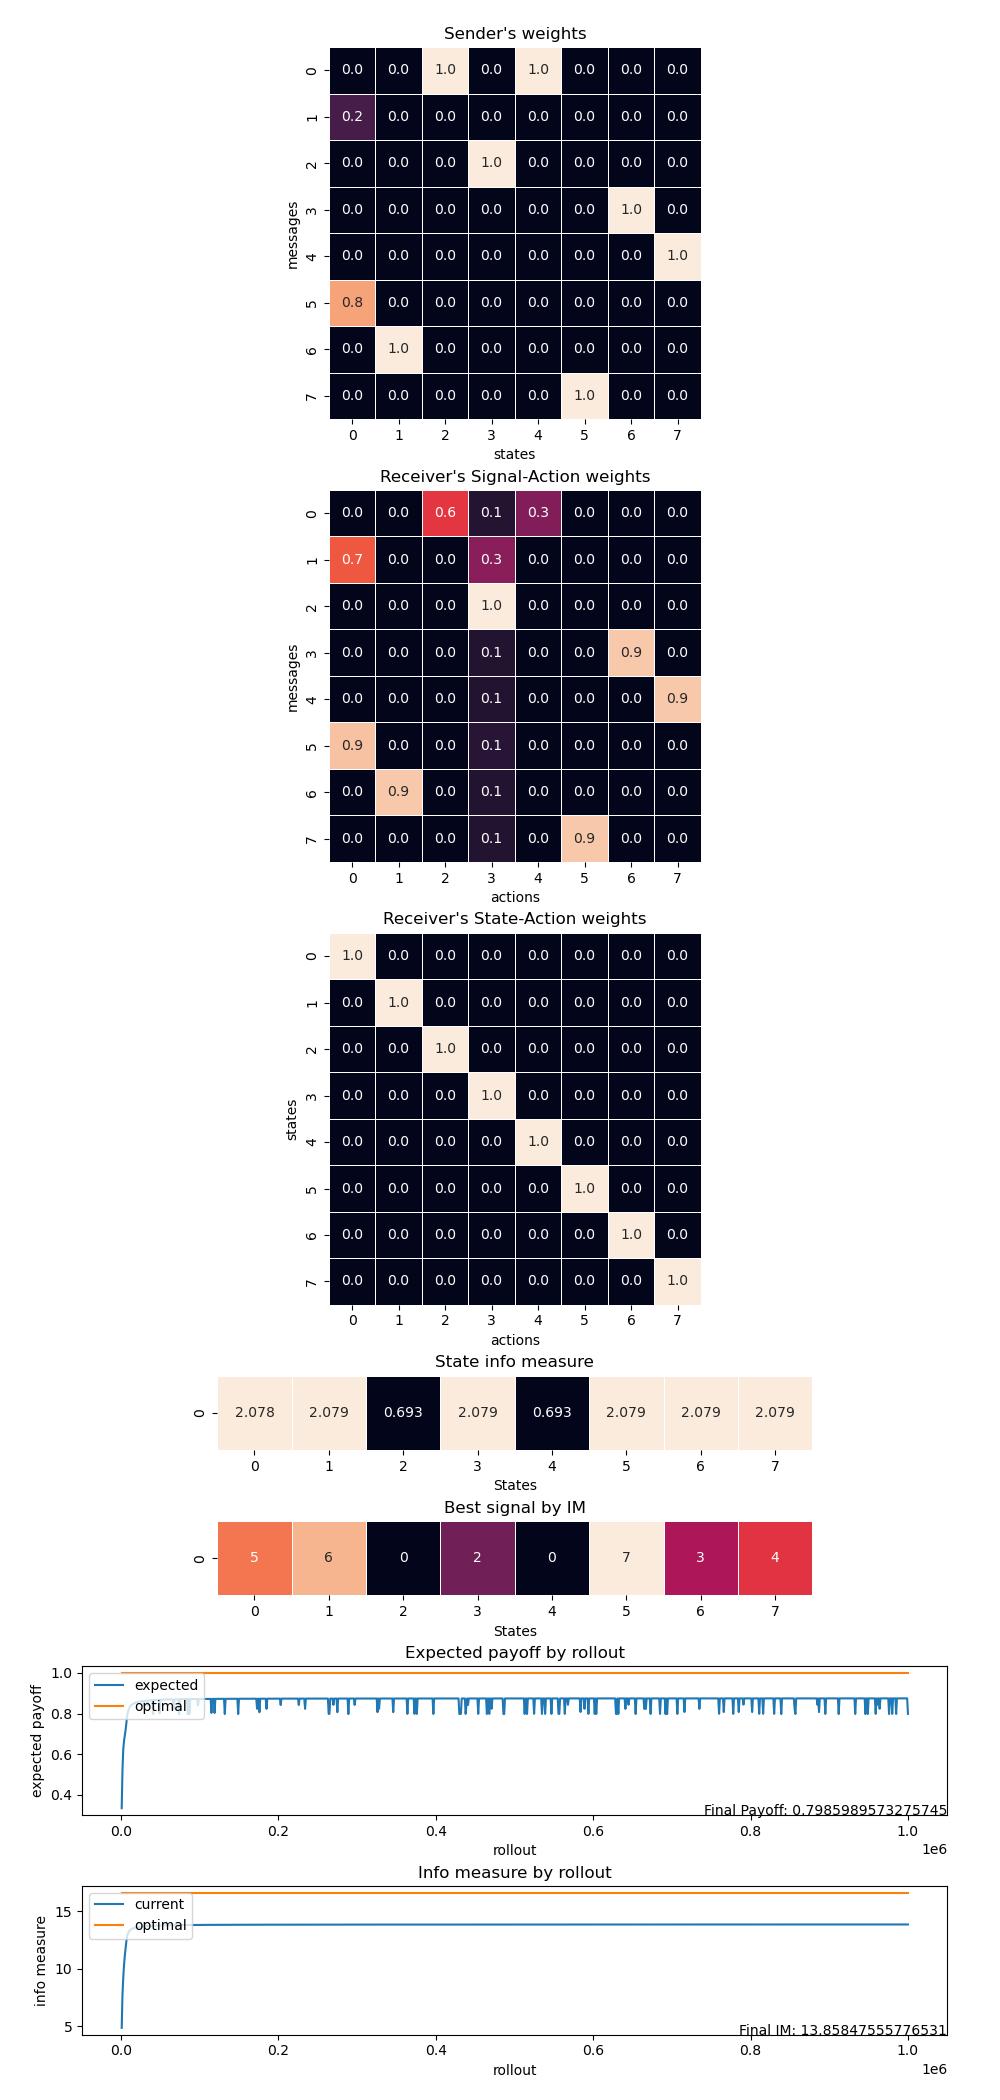 Sender's weights
0 0.0 0.0 1.0 0.0 1.0 0.0 0.0 0.0
1 0.2 0.0 0.0 0.0 0.0 0.0 0.0 0.0
2 0.0 0.0 0.0 1.0 0.0 0.0 0.0 0.0
3 0.0 0.0 0.0 0.0 0.0 0.0 1.0 0.0
messages
4 0.0 0.0 0.0 0.0 0.0 0.0 0.0 1.0
5 0.8 0.0 0.0 0.0 0.0 0.0 0.0 0.0
6 0.0 1.0 0.0 0.0 0.0 0.0 0.0 0.0
7 0.0 0.0 0.0 0.0 0.0 1.0 0.0 0.0
0 1 2 3 4 5 6 7
states
Receiver's Signal-Action weights
0 0.0 0.0 0.6 0.1 0.3 0.0 0.0 0.0
1 0.7 0.0 0.0 0.3 0.0 0.0 0.0 0.0
2 0.0 0.0 0.0 1.0 0.0 0.0 0.0 0.0
3 0.0 0.0 0.0 0.1 0.0 0.0 0.9 0.0
messages
4 0.0 0.0 0.0 0.1 0.0 0.0 0.0 0.9
5 0.9 0.0 0.0 0.1 0.0 0.0 0.0 0.0
6 0.0 0.9 0.0 0.1 0.0 0.0 0.0 0.0
7 0.0 0.0 0.0 0.1 0.0 0.9 0.0 0.0
0 1 2 3 4 5 6 7
actions
Receiver's State-Action weights
0 1.0 0.0 0.0 0.0 0.0 0.0 0.0 0.0
1 0.0 1.0 0.0 0.0 0.0 0.0 0.0 0.0
2 0.0 0.0 1.0 0.0 0.0 0.0 0.0 0.0
3 0.0 0.0 0.0 1.0 0.0 0.0 0.0 0.0
states
4 0.0 0.0 0.0 0.0 1.0 0.0 0.0 0.0
5 0.0 0.0 0.0 0.0 0.0 1.0 0.0 0.0
6 0.0 0.0 0.0 0.0 0.0 0.0 1.0 0.0
7 0.0 0.0 0.0 0.0 0.0 0.0 0.0 1.0
0 1 2 3 4 5 6 7
actions
State info measure
0 2.078 2.079 0.693 2.079 0.693 2.079 2.079 2.079
0 1 2 3 4 5 6 7
States
Best signal by IM
0 5 6 0 2 0 7 3 4
0 1 2 3 4 5 6 7
States
Expected payoff by rollout
expected payoff
1.0
0.8
0.6
0.4
expected
optimal
Final Payoff: 0.7985989573275745
0.0 0.2 0.4 0.6 0.8 1.0
1e6
rollout
Info measure by rollout
info measure
15
10
5
current
optimal
Final IM: 13.85847555776531
0.0 0.2 0.4 0.6 0.8 1.0
1e6
rollout